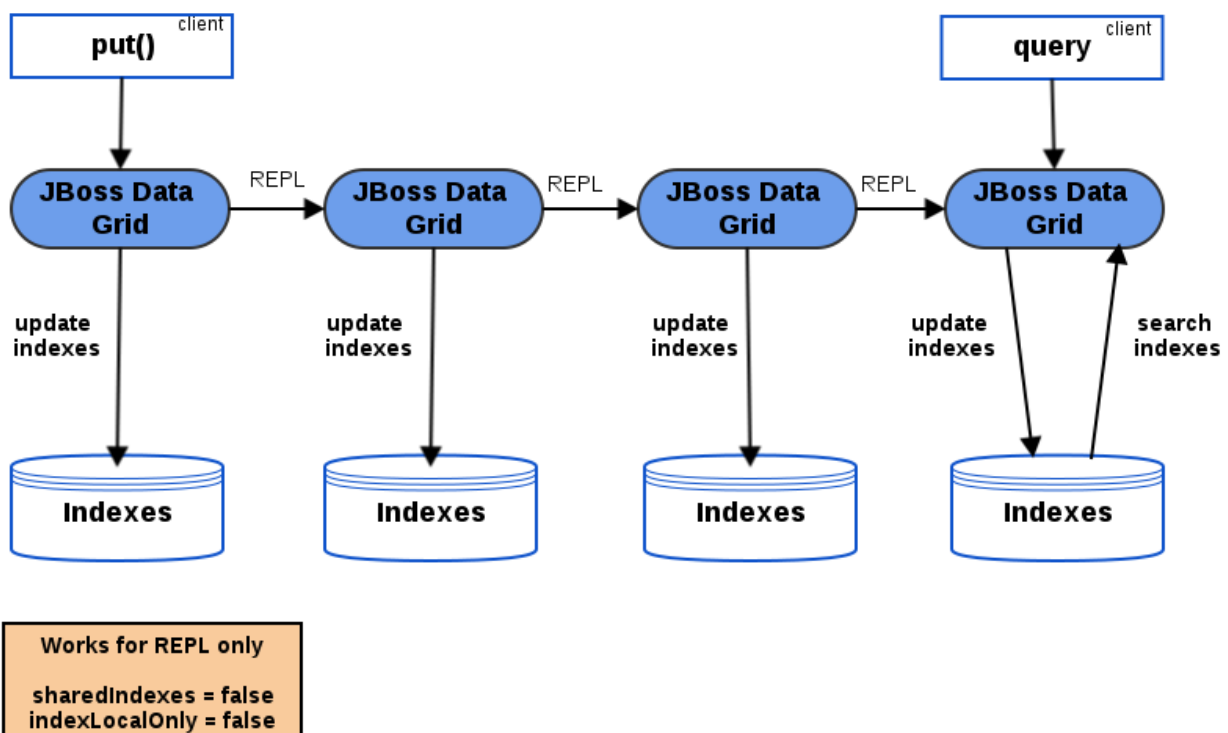 client
put()
client
query
JBoss Data
Grid
REPL
JBoss Data
Grid
REPL
JBoss Data
Grid
REPL
JBoss Data
Grid
update
indexes
update
indexes
update
indexes
update
indexes
search
indexes
Indexes
Indexes
Indexes
Indexes
Works for REPL only
sharedIndexes = false
indexLocalOnly = false